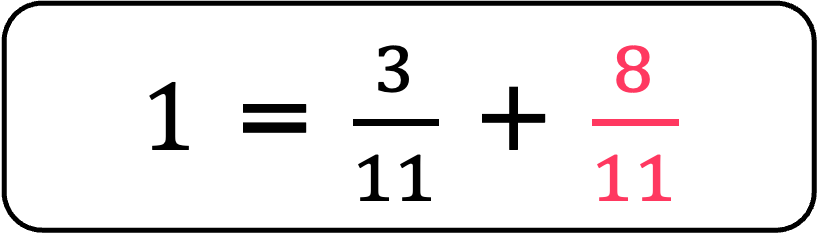 1 = 3/11 + 8/11